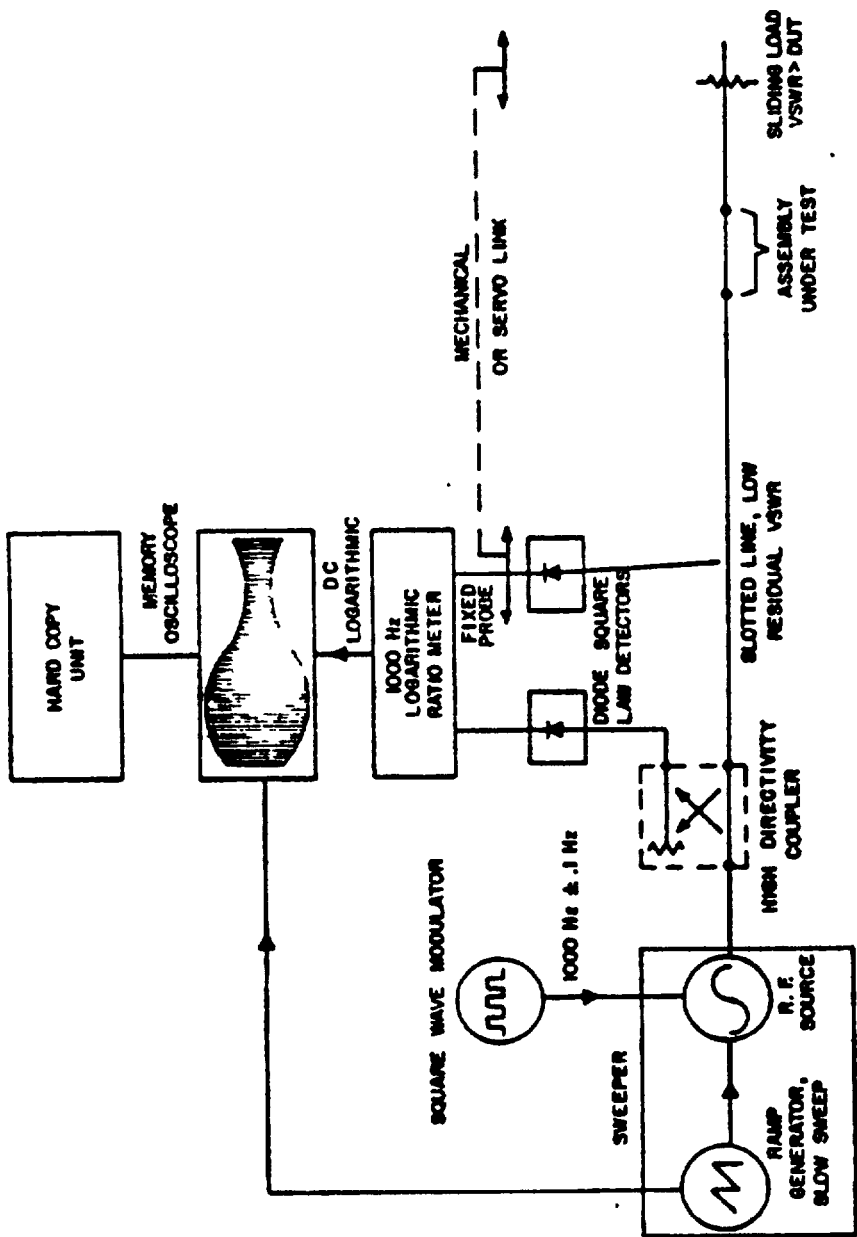 HARD COPY
UNIT
MEMORY
OSCILLOSCOPE
DC
LOGARITHMIC
1000 Hz
LOGARITHMIC
RATIO METER
FIXED
PROBE
MECHANICAL
OR SERVO LINK
DIODE SQUARE
LAW DETECTORS
SQUARE WAVE MODULATOR
1000 Hz ± .1 Hz
SWEEPER
RAMP
GENERATOR,
SLOW SWEEP
R. F.
SOURCE
HIGH DIRECTIVITY
COUPLER
SLOTTED LINE, LOW
RESIDUAL VSWR
ASSEMBLY
UNDER TEST
SLIDING LOAD
VSWR > DUT